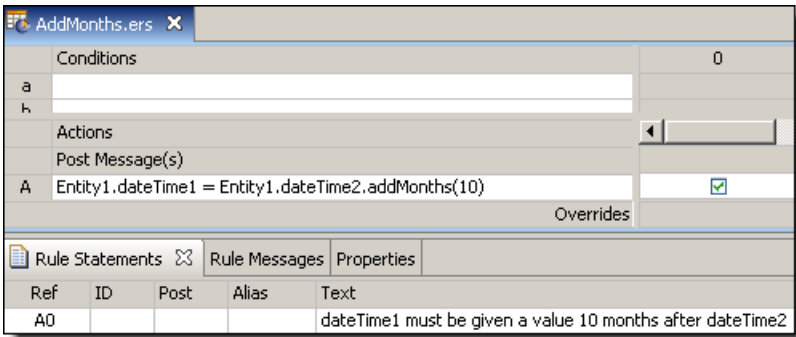 AddMonths.ers
Conditions 0
a
b
Actions
Post Message(s)
A Entity1.dateTime1 = Entity1.dateTime2.addMonths(10)
Overrides
Rule Statements Rule Messages Properties
Ref ID Post Alias Text
A0 dateTime1 must be given a value 10 months after dateTime2